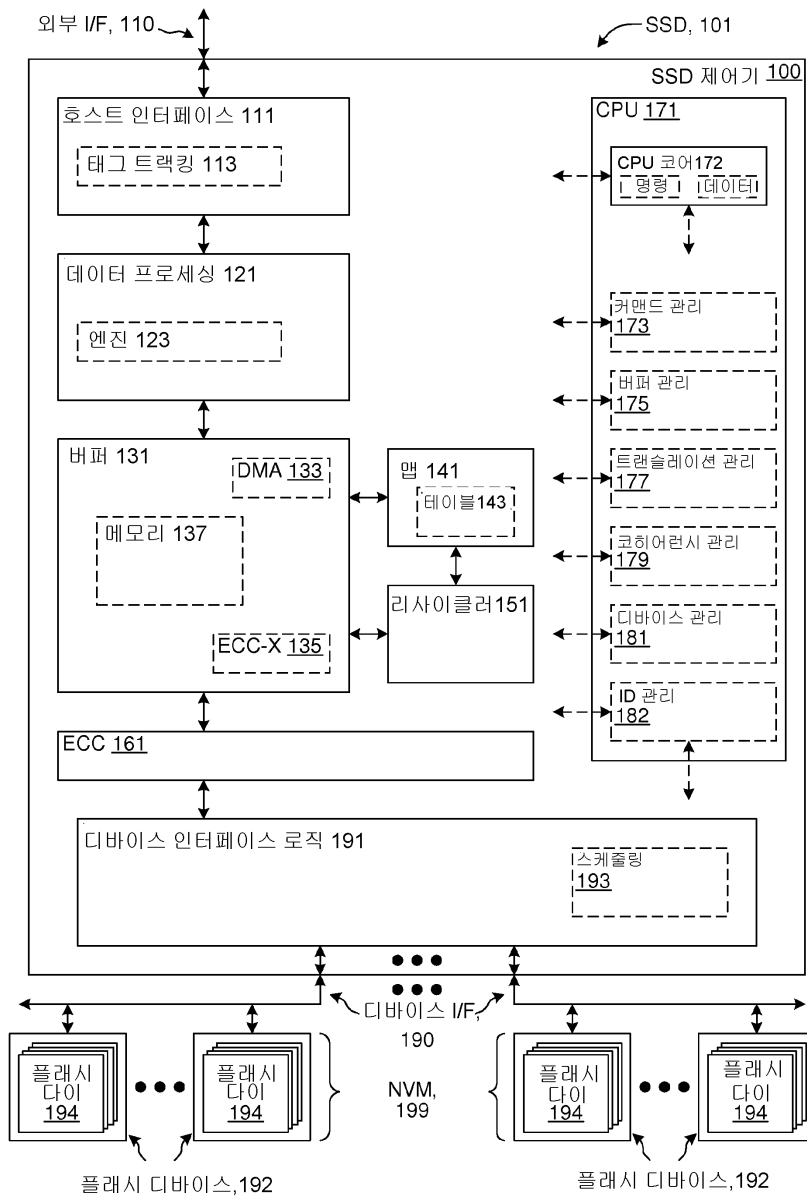 외부 I/F, 110
SSD, 101
SSD 제어기 100
호스트 인터페이스 111
태그 트랙킹 113
데이터 프로세싱 121
엔진 123
버퍼 131
DMA 133
메모리 137
ECC-X 135
맵 141
테이블143
리사이클러151
ECC 161
CPU 171
CPU 코어172
명령 데이터
커맨드 관리
173
버퍼 관리
175
트랜슬레이션 관리
177
코히어런시 관리
179
디바이스 관리
181
ID 관리
182
디바이스 인터페이스 로직 191
스케줄링
193
디바이스 I/F,
190
플래시
다이
194
플래시
다이
194
NVM,
199
플래시
다이
194
플래시
다이
194
플래시 디바이스,192
플래시 디바이스,192